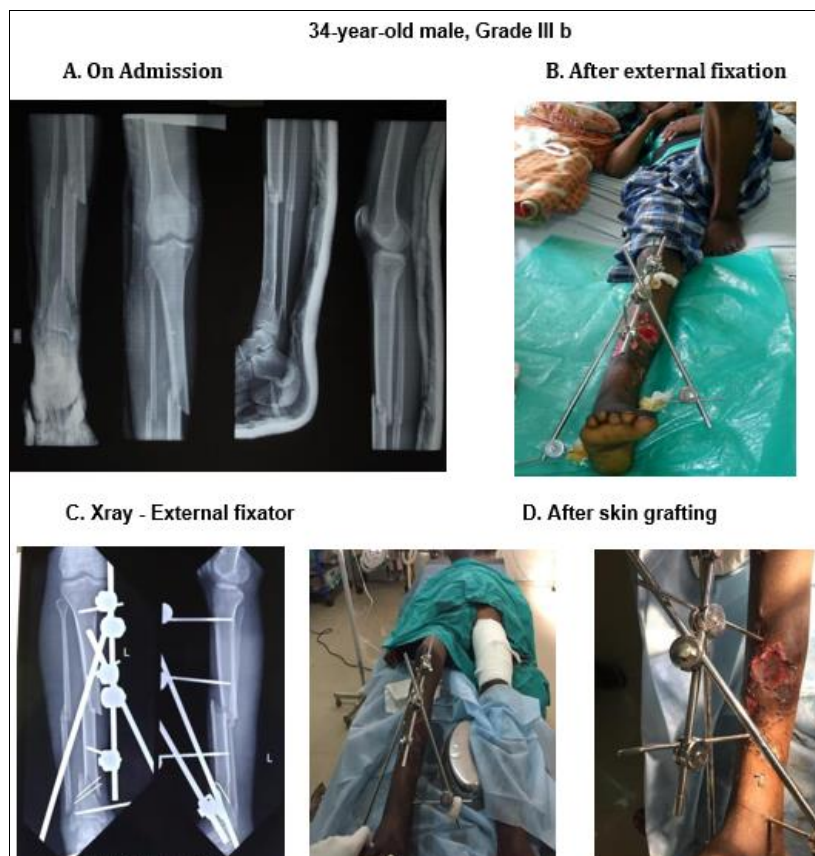 34-year-old male, Grade III b
A. On Admission
B. After external fixation
C. Xray - External fixator
D. After skin grafting
L
L